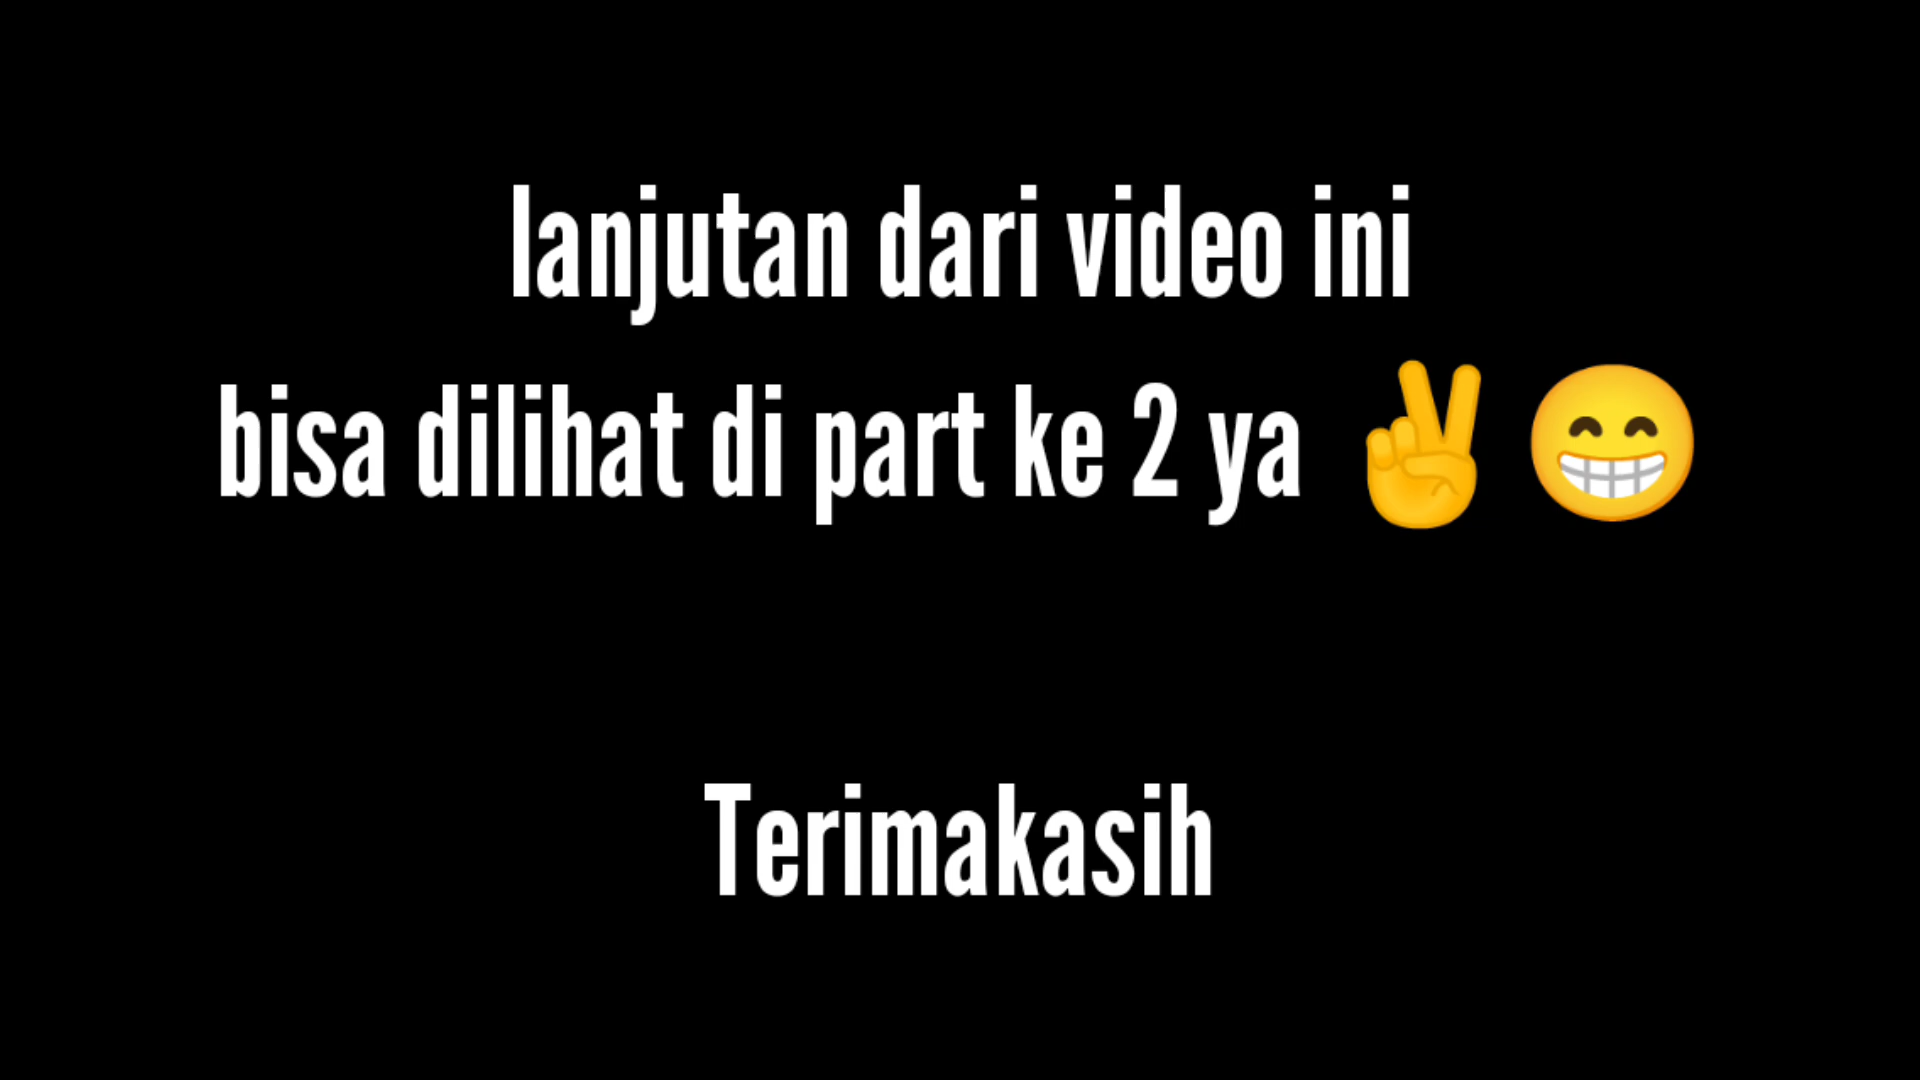 lanjutan dari video ini
bisa dilihat di part ke 2 ya ✌️😁
Terimakasih